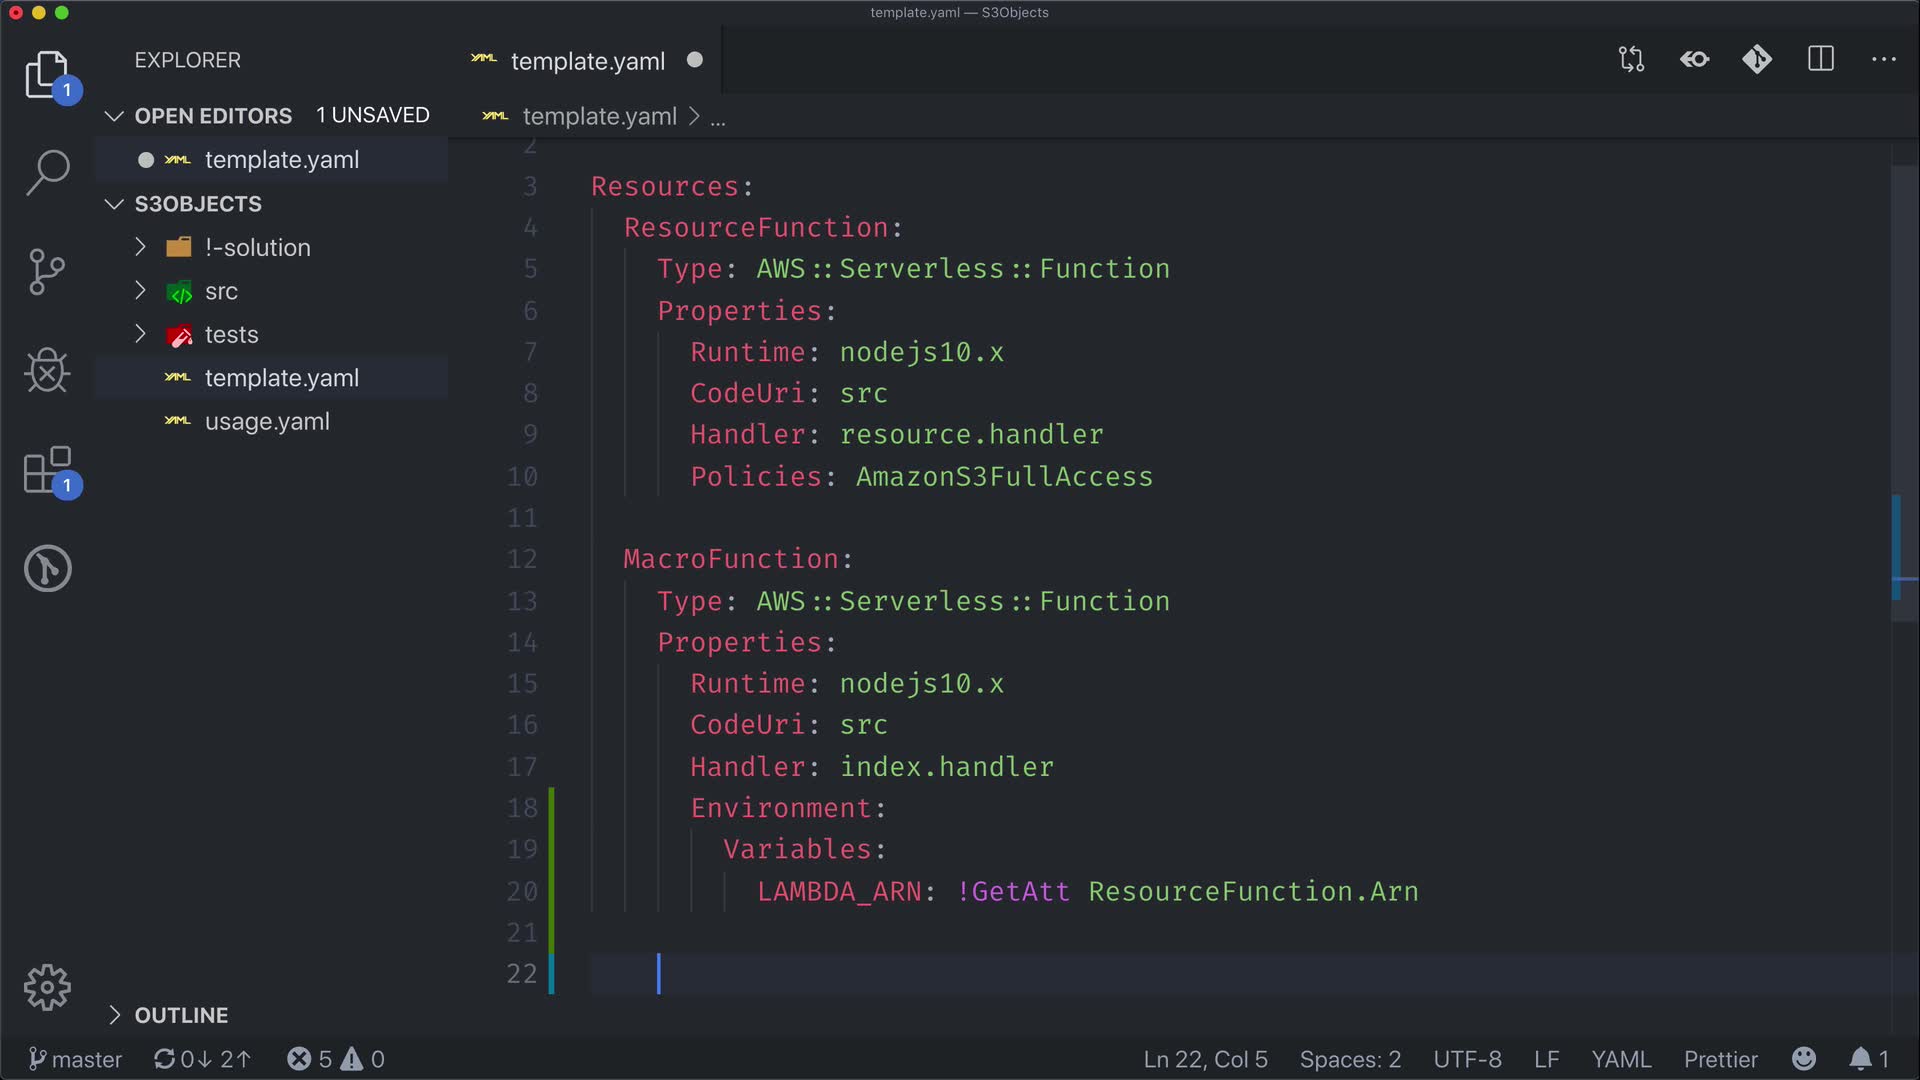 template.yaml — S3Objects
EXPLORER
OPEN EDITORS 1 UNSAVED
template.yaml
S3OBJECTS
!-solution
src
tests
template.yaml
usage.yaml
OUTLINE
1
1
template.yaml
template.yaml > ...
2
3 Resources:
4 ResourceFunction:
5 Type: AWS::Serverless::Function
6 Properties:
7 Runtime: nodejs10.x
8 CodeUri: src
9 Handler: resource.handler
10 Policies: AmazonS3FullAccess
11
12 MacroFunction:
13 Type: AWS::Serverless::Function
14 Properties:
15 Runtime: nodejs10.x
16 CodeUri: src
17 Handler: index.handler
18 Environment:
19 Variables:
20 LAMBDA_ARN: !GetAtt ResourceFunction.Arn
21
22
master 0↓ 2↑ 5 0 Ln 22, Col 5 Spaces: 2 UTF-8 LF YAML Prettier 1